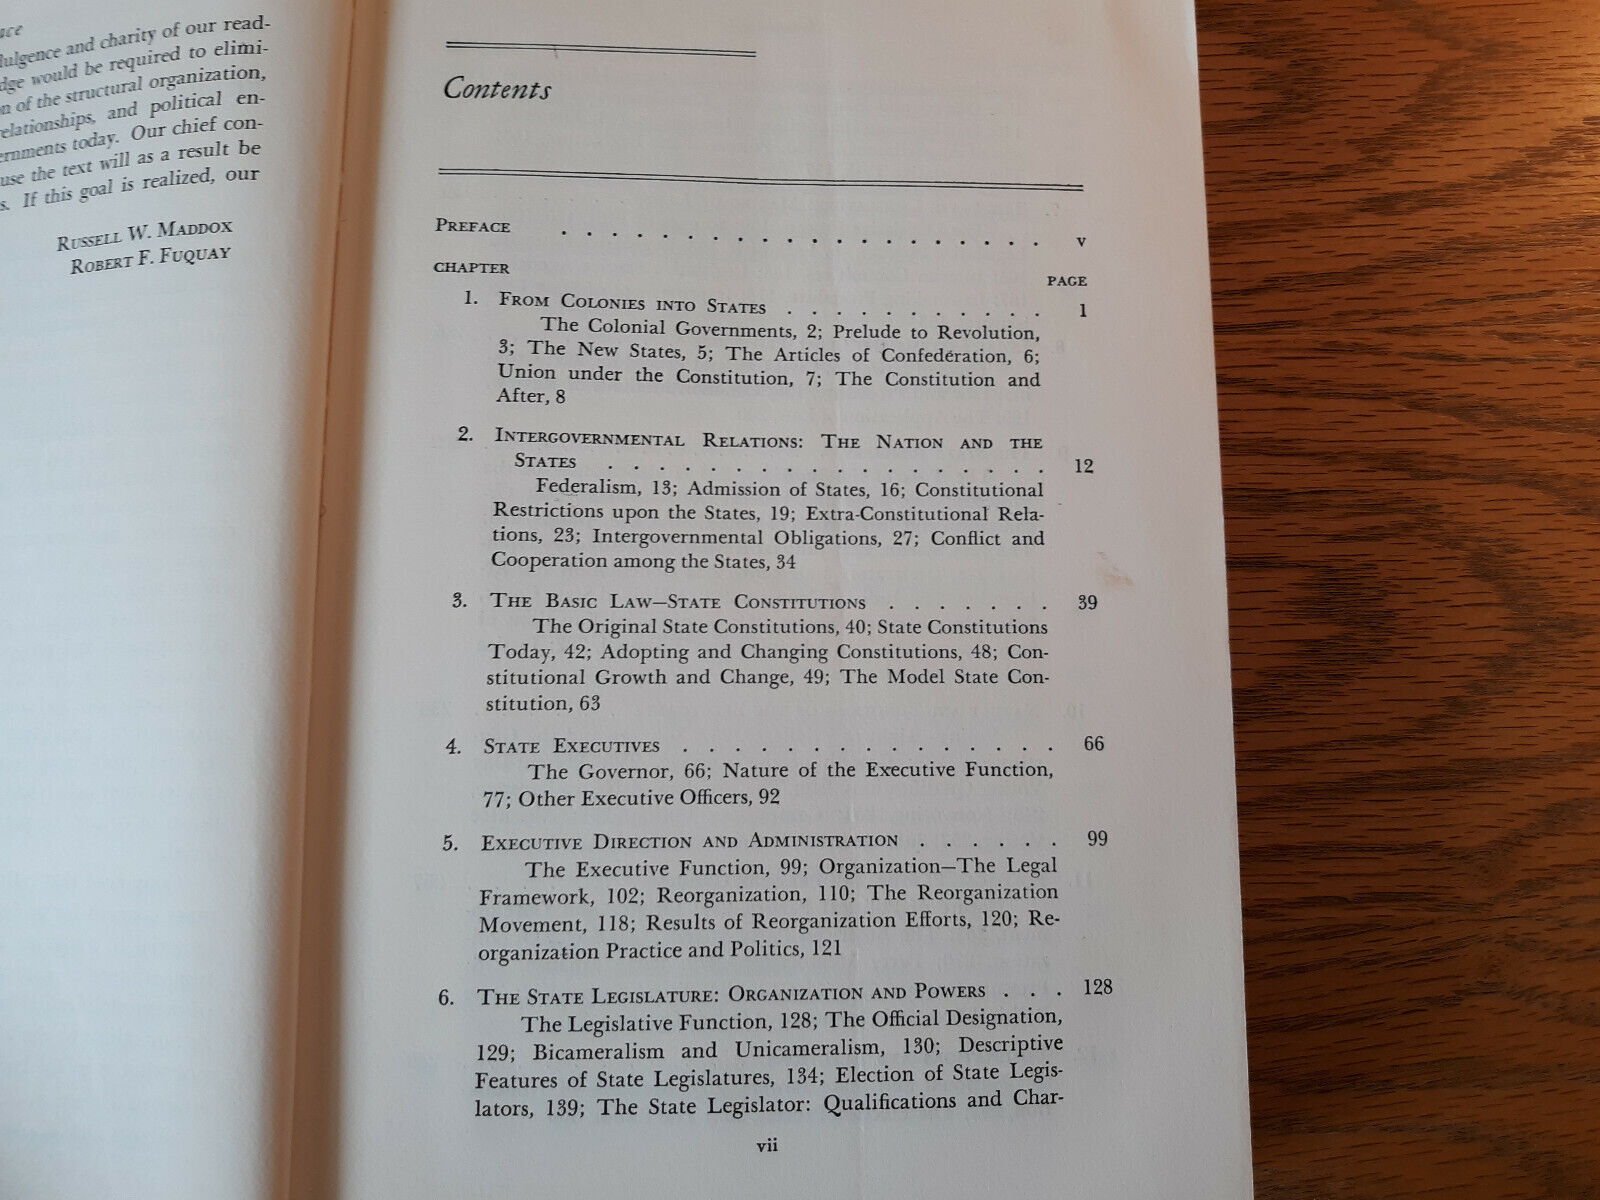 and charity of our read-
would be required to elimi-
of the structural organization,
and political en-
today. Our chief con-
use the text will as a result be
If this goal is realized, our
Russell W. Maddox
Robert F. Fuquay
Contents
Preface . . . . . . . . . . . . . . . . . . . v
CHAPTER PAGE
1. From Colonies into States . . . . . . . . . . . 1
The Colonial Governments, 2; Prelude to Revolution,
3; The New States, 5; The Articles of Confederation, 6;
Union under the Constitution, 7; The Constitution and
After, 8
2. Intergovernmental Relations: The Nation and the
States . . . . . . . . . . . . . . . . . 12
Federalism, 13; Admission of States, 16; Constitutional
Restrictions upon the States, 19; Extra-Constitutional Rela-
tions, 23; Intergovernmental Obligations, 27; Conflict and
Cooperation among the States, 34
3. The Basic Law—State Constitutions . . . . . . . 39
The Original State Constitutions, 40; State Constitutions
Today, 42; Adopting and Changing Constitutions, 48; Con-
stitutional Growth and Change, 49; The Model State Con-
stitution, 63
4. State Executives . . . . . . . . . . . . . . . 66
The Governor, 66; Nature of the Executive Function,
77; Other Executive Officers, 92
5. Executive Direction and Administration . . . . . . 99
The Executive Function, 99; Organization—The Legal
Framework, 102; Reorganization, 110; The Reorganization
Movement, 118; Results of Reorganization Efforts, 120; Re-
organization Practice and Politics, 121
6. The State Legislature: Organization and Powers . . . 128
The Legislative Function, 128; The Official Designation,
129; Bicameralism and Unicameralism, 130; Descriptive
Features of State Legislatures, 134; Election of State Legis-
lators, 139; The State Legislator: Qualifications and Char-
vii